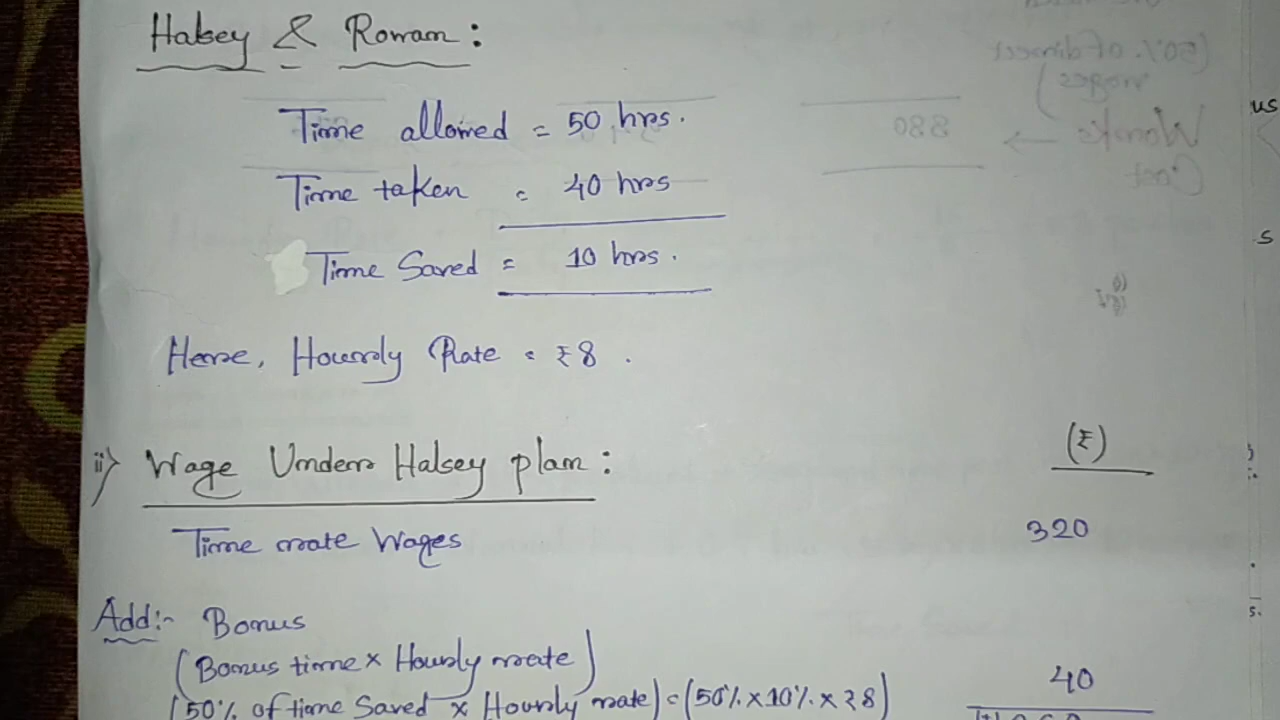 Halsey & Rowan:
Time allowed = 50 hrs.
Time taken = 40 hrs
Time Saved = 10 hrs.
Here, Hourly Rate = ₹8.
ii) Wage Under Halsey plan: (₹)
Time rate Wages 320
Add:- Bonus
(Bonus time x Hourly rate)
(50% of time Saved x Hourly rate) = (50% x 10% x ₹8) 40